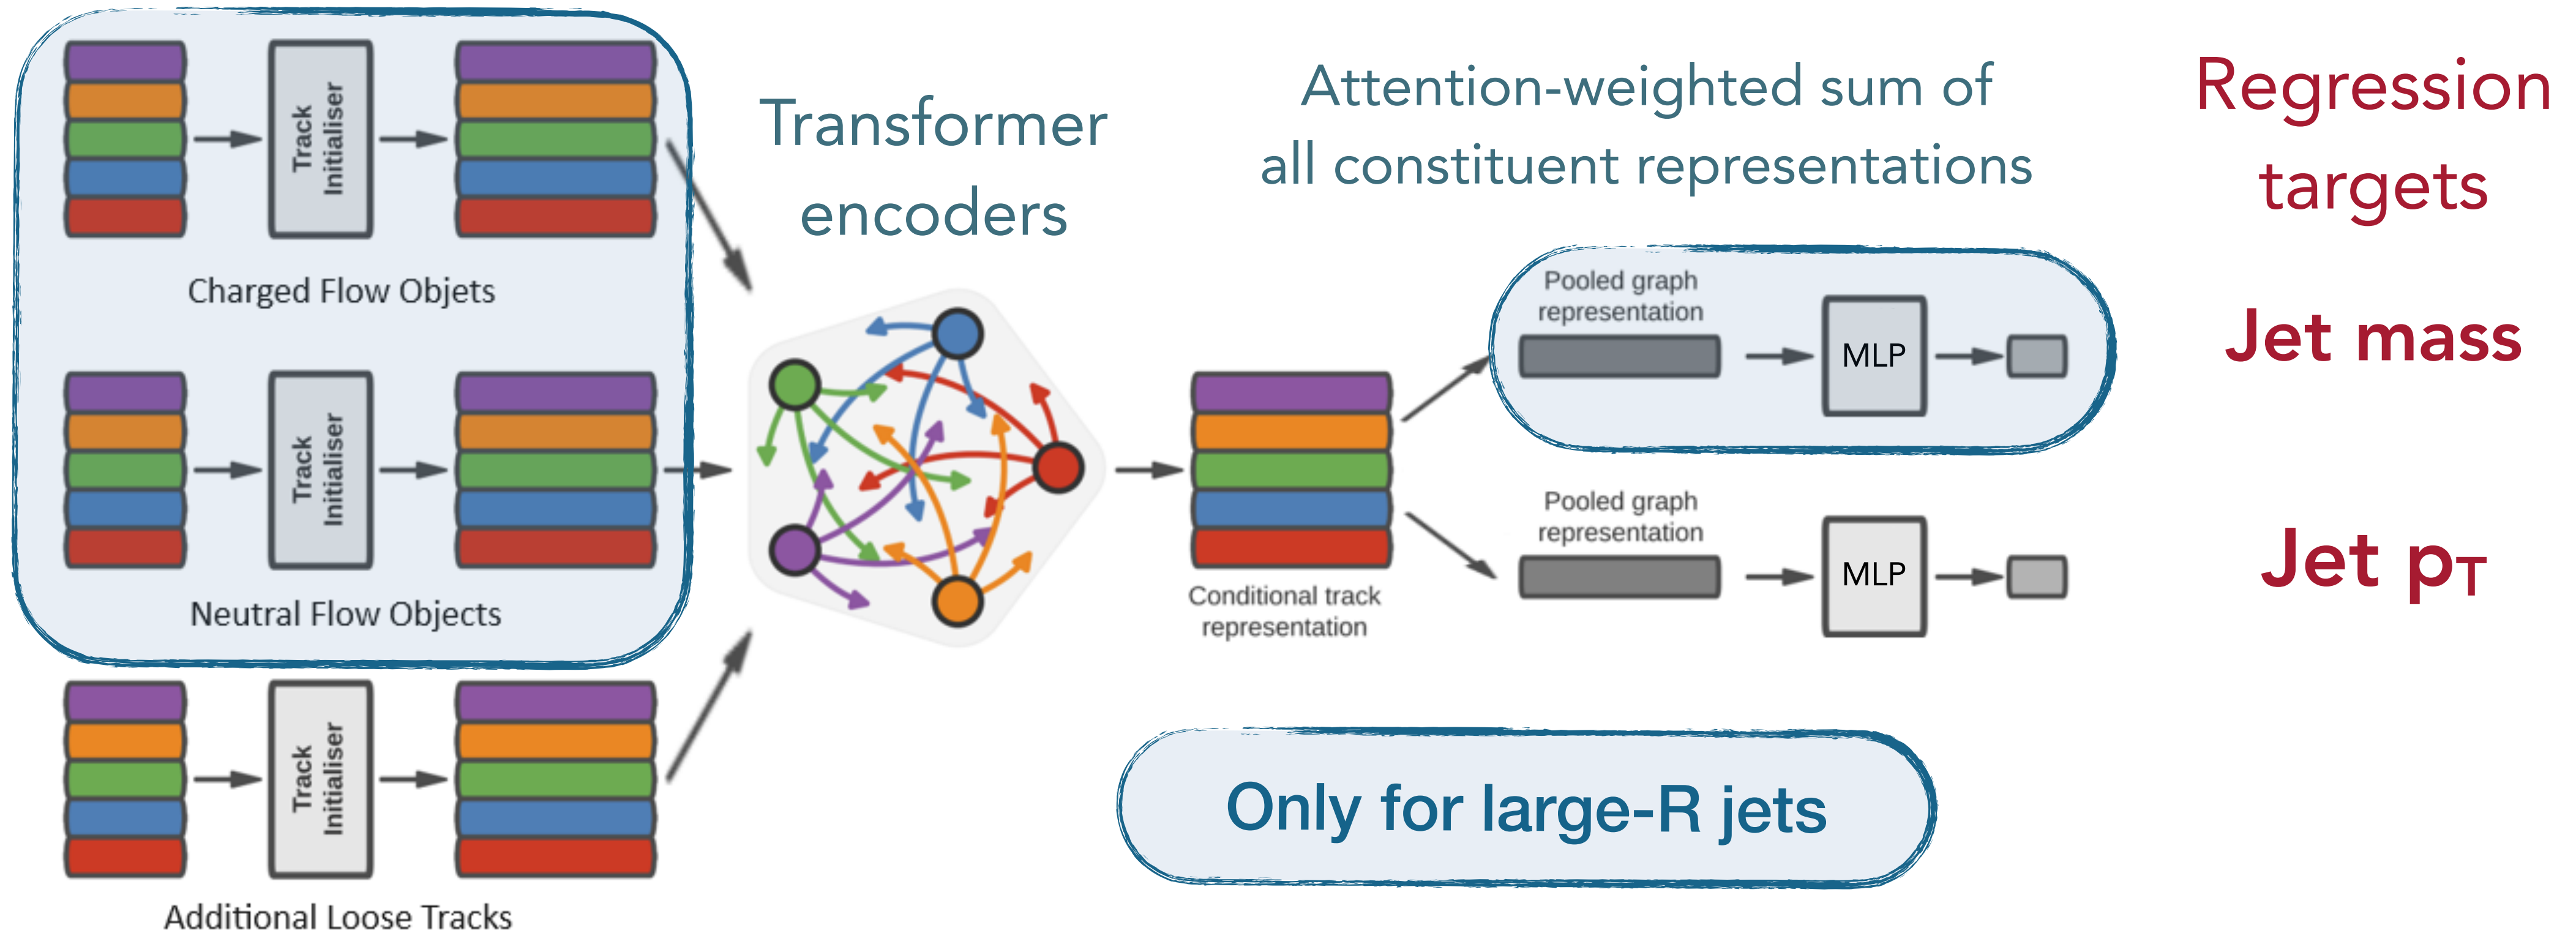 Track
Initialiser
Charged Flow Objets
Track
Initialiser
Neutral Flow Objects
Track
Initialiser
Additional Loose Tracks
Transformer
encoders
Attention-weighted sum of
all constituent representations
Conditional track
representation
Pooled graph
representation
MLP
Pooled graph
representation
MLP
Only for large-R jets
Regression
targets
Jet mass
Jet pT